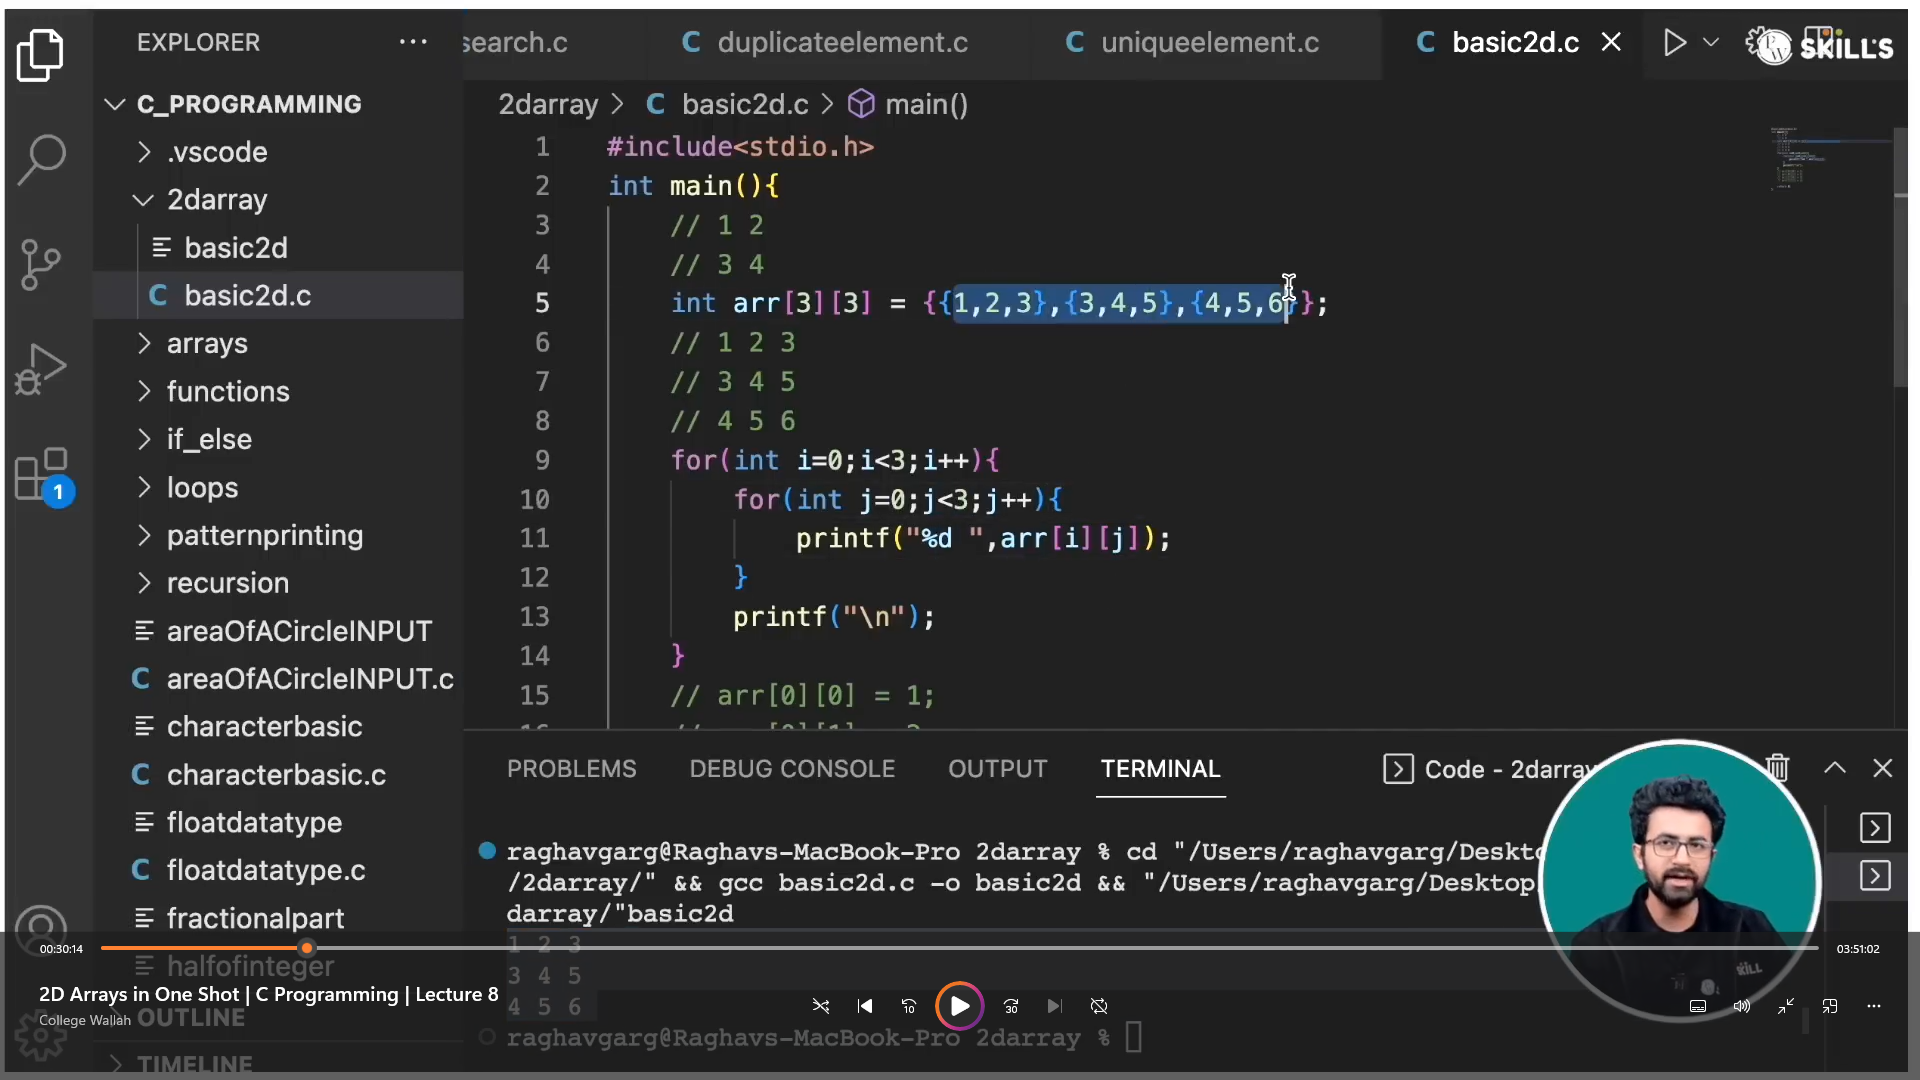 EXPLORER
...
search.c
C duplicateelement.c
C uniqueelement.c
C basic2d.c
SKILLS
C_PROGRAMMING
.vscode
2darray
basic2d
C basic2d.c
arrays
functions
if_else
loops
patternprinting
recursion
areaOfACircleINPUT
C areaOfACircleINPUT.c
characterbasic
C characterbasic.c
floatdatatype
C floatdatatype.c
fractionalpart
halfofinteger
OUTLINE
TIMELINE
1
2darray > C basic2d.c > main()
1 #include<stdio.h>
2 int main(){
3 // 1 2
4 // 3 4
5 int arr[3][3] = {{1,2,3},{3,4,5},{4,5,6}};
6 // 1 2 3
7 // 3 4 5
8 // 4 5 6
9 for(int i=0;i<3;i++){
10 for(int j=0;j<3;j++){
11 printf("%d ",arr[i][j]);
12 }
13 printf("\n");
14 }
15 // arr[0][0] = 1;
PROBLEMS DEBUG CONSOLE OUTPUT TERMINAL
Code - 2darray
raghavgarg@Raghavs-MacBook-Pro 2darray % cd "/Users/raghavgarg/Deskto
/2darray/" && gcc basic2d.c -o basic2d && "/Users/raghavgarg/Desktop
darray/"basic2d
1 2 3
3 4 5
4 5 6
raghavgarg@Raghavs-MacBook-Pro 2darray %
SKILL
00:30:14
03:51:02
2D Arrays in One Shot | C Programming | Lecture 8
College Wallah
10
30